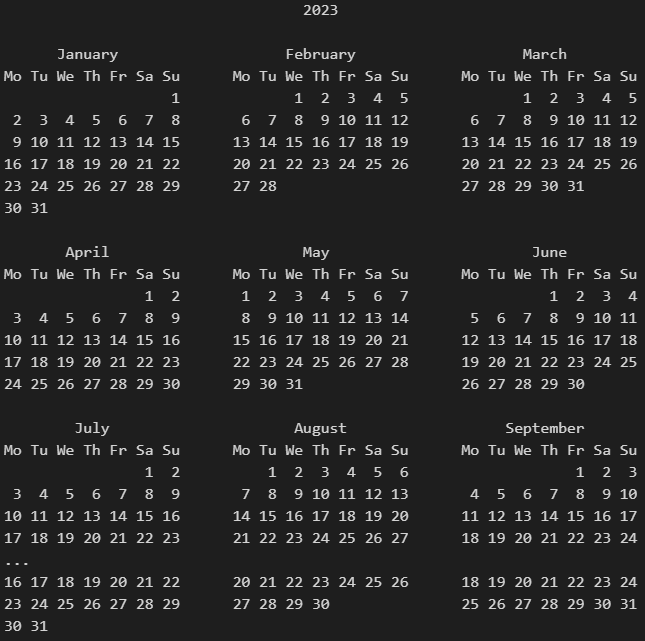 2023
January February March
Mo Tu We Th Fr Sa Su Mo Tu We Th Fr Sa Su Mo Tu We Th Fr Sa Su
1 1 2 3 4 5 1 2 3 4 5
2 3 4 5 6 7 8 6 7 8 9 10 11 12 6 7 8 9 10 11 12
9 10 11 12 13 14 15 13 14 15 16 17 18 19 13 14 15 16 17 18 19
16 17 18 19 20 21 22 20 21 22 23 24 25 26 20 21 22 23 24 25 26
23 24 25 26 27 28 29 27 28 27 28 29 30 31
30 31
April May June
Mo Tu We Th Fr Sa Su Mo Tu We Th Fr Sa Su Mo Tu We Th Fr Sa Su
1 2 1 2 3 4 5 6 7 1 2 3 4
3 4 5 6 7 8 9 8 9 10 11 12 13 14 5 6 7 8 9 10 11
10 11 12 13 14 15 16 15 16 17 18 19 20 21 12 13 14 15 16 17 18
17 18 19 20 21 22 23 22 23 24 25 26 27 28 19 20 21 22 23 24 25
24 25 26 27 28 29 30 29 30 31 26 27 28 29 30
July August September
Mo Tu We Th Fr Sa Su Mo Tu We Th Fr Sa Su Mo Tu We Th Fr Sa Su
1 2 1 2 3 4 5 6 1 2 3
3 4 5 6 7 8 9 7 8 9 10 11 12 13 4 5 6 7 8 9 10
10 11 12 13 14 15 16 14 15 16 17 18 19 20 11 12 13 14 15 16 17
17 18 19 20 21 22 23 21 22 23 24 25 26 27 18 19 20 21 22 23 24
...
16 17 18 19 20 21 22 20 21 22 23 24 25 26 18 19 20 21 22 23 24
23 24 25 26 27 28 29 27 28 29 30 25 26 27 28 29 30 31
30 31